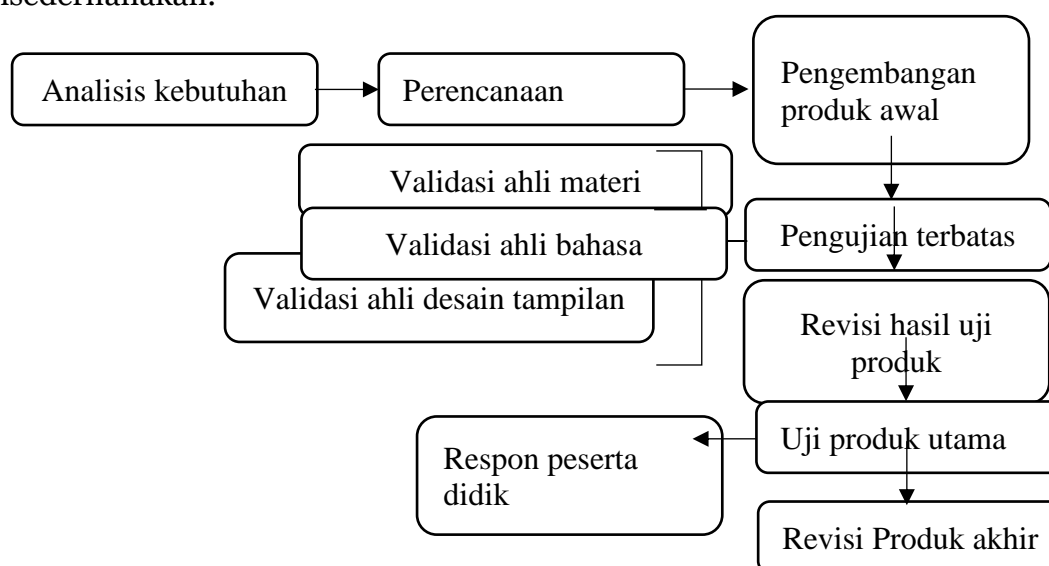 Analisis kebutuhan
Perencanaan
Pengembangan
produk awal
Validasi ahli materi
Validasi ahli bahasa
Pengujian terbatas
Validasi ahli desain tampilan
Revisi hasil uji
produk
Uji produk utama
Respon peserta
didik
Revisi Produk akhir